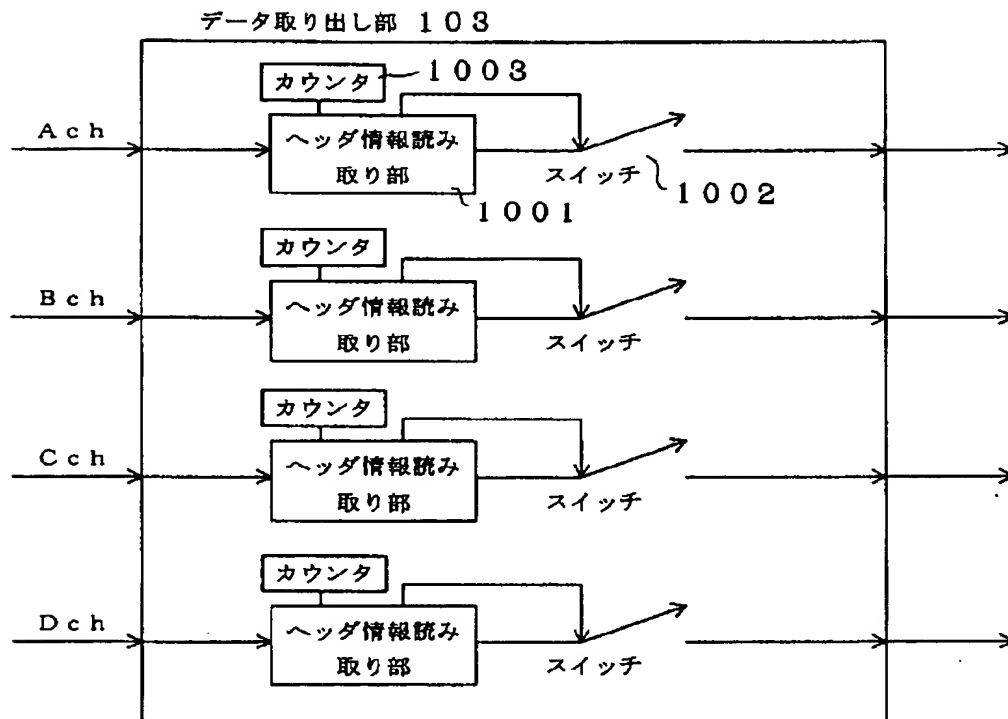 データ取り出し部 103
カウンタ 1003
Ach
ヘッダ情報読み
取り部
スイッチ
1001
1002
カウンタ
Bch
ヘッダ情報読み
取り部
スイッチ
カウンタ
Cch
ヘッダ情報読み
取り部
スイッチ
カウンタ
Dch
ヘッダ情報読み
取り部
スイッチ